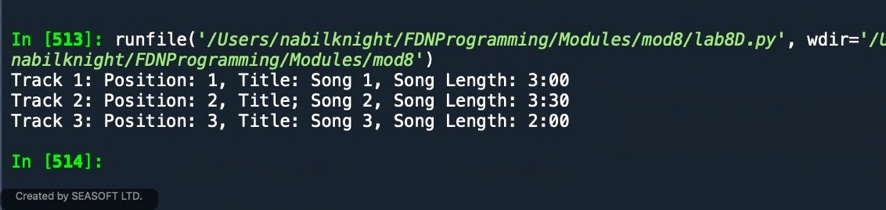 In [513]: runfile('/Users/nabilknight/FDNProgramming/Modules/mod8/lab8D.py', wdir='/U
nabilknight/FDNProgramming/Modules/mod8')
Track 1: Position: 1, Title: Song 1, Song Length: 3:00
Track 2: Position: 2, Title; Song 2, Song Length: 3:30
Track 3: Position: 3, Title: Song 3, Song Length: 2:00
In [514]:
Created by SEASOFT LTD.